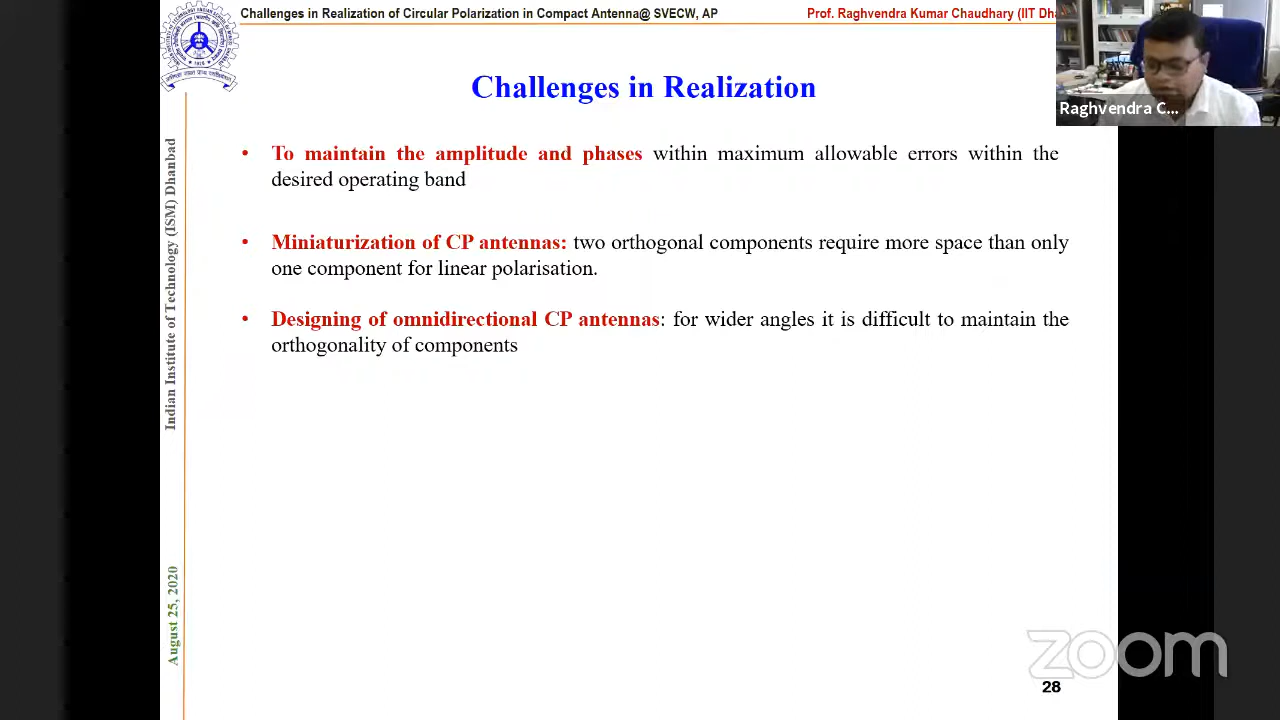 Challenges in Realization of Circular Polarization in Compact Antenna@ SVECW, AP
Prof. Raghvendra Kumar Chaudhary (IIT Dh
Raghvendra C...
Challenges in Realization
• To maintain the amplitude and phases within maximum allowable errors within the
desired operating band
• Miniaturization of CP antennas: two orthogonal components require more space than only
one component for linear polarisation.
• Designing of omnidirectional CP antennas: for wider angles it is difficult to maintain the
orthogonality of components
Indian Institute of Technology (ISM) Dhanbad
August 25, 2020
zoom
28